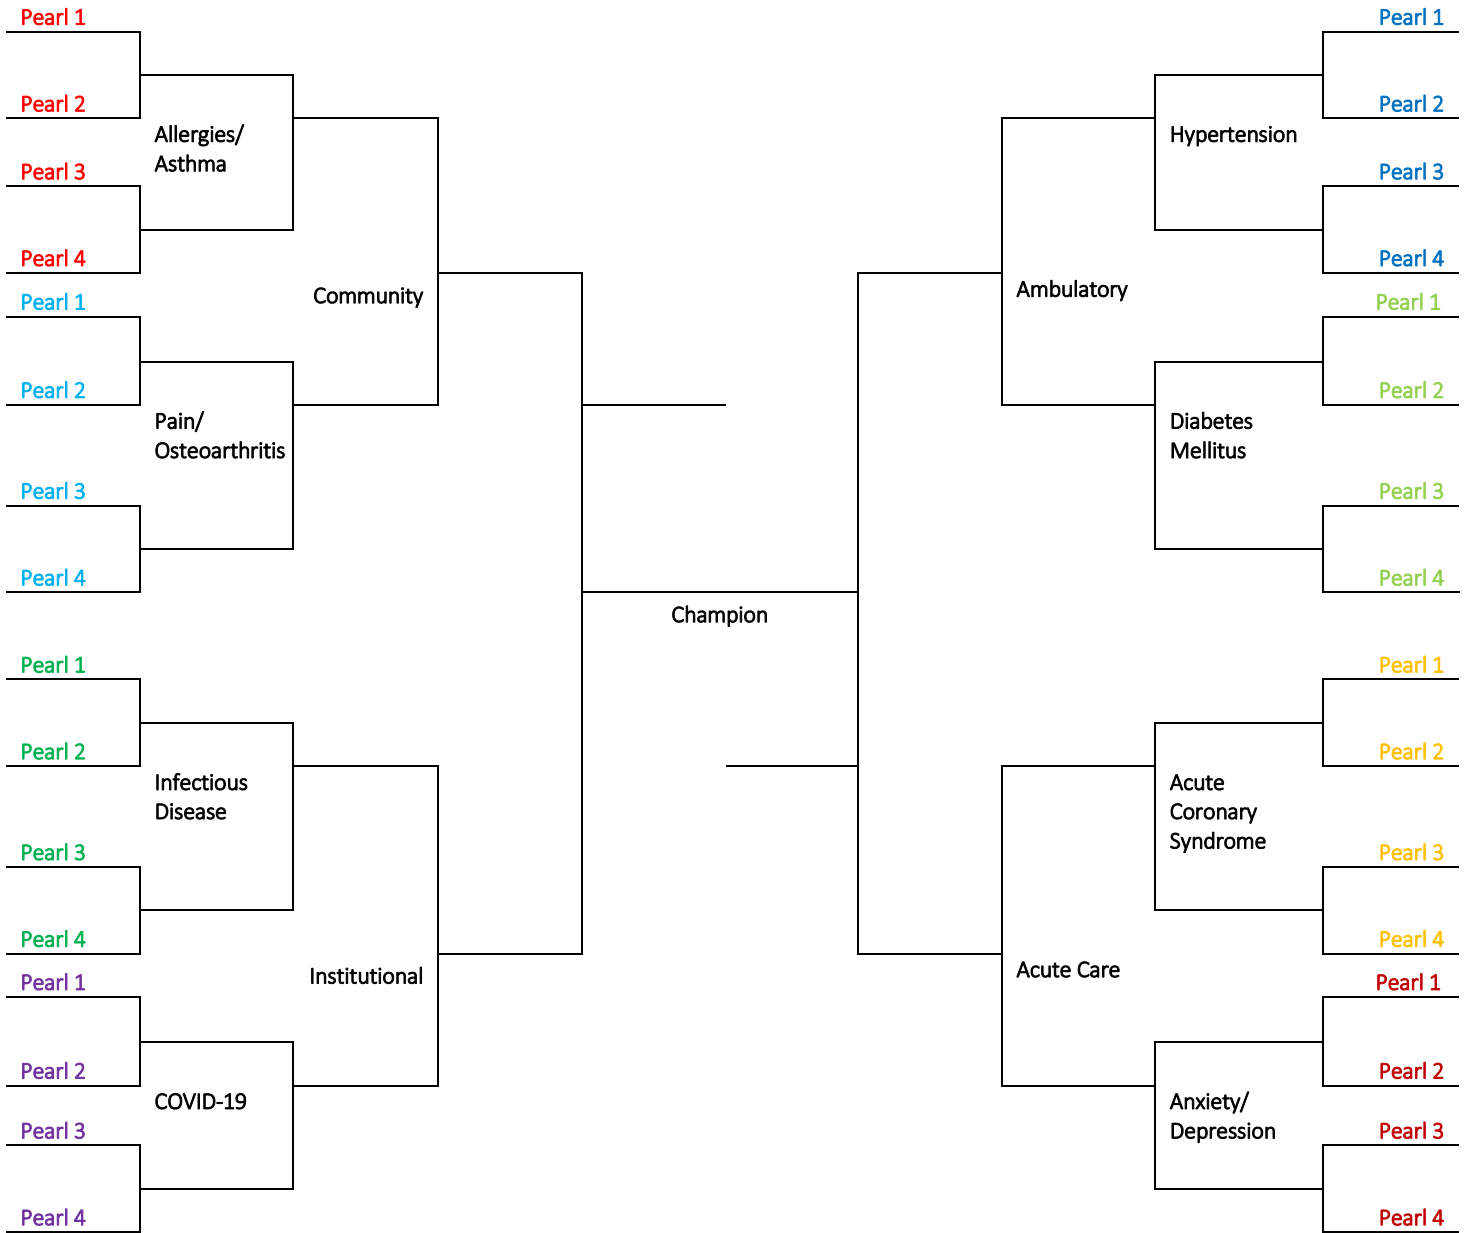 Pearl 1
Pearl 2
Allergies/
Asthma
Pearl 3
Pearl 4
Community
Pearl 1
Pearl 2
Pain/
Osteoarthritis
Pearl 3
Pearl 4
Pearl 1
Pearl 2
Infectious
Disease
Pearl 3
Pearl 4
Institutional
Pearl 1
Pearl 2
COVID-19
Pearl 3
Pearl 4
Champion
Pearl 1
Pearl 2
Hypertension
Pearl 3
Pearl 4
Ambulatory
Pearl 1
Pearl 2
Diabetes
Mellitus
Pearl 3
Pearl 4
Pearl 1
Pearl 2
Acute
Coronary
Syndrome
Pearl 3
Pearl 4
Acute Care
Pearl 1
Pearl 2
Anxiety/
Depression
Pearl 3
Pearl 4